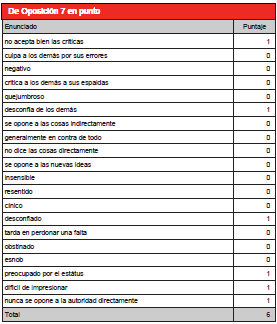 De Oposición 7 en punto
Enunciado Puntaje
no acepta bien las críticas 1
culpa a los demás por sus errores 0
negativo 0
critica a los demás a sus espaldas 0
quejumbroso 0
desconfía de los demás 1
se opone a las cosas indirectamente 0
generalmente en contra de todo 0
no dice las cosas directamente 0
se opone a las nuevas ideas 0
insensible 0
resentido 0
cínico 0
desconfiado 1
tarda en perdonar una falta 0
obstinado 0
esnob 0
preocupado por el estátus 1
difícil de impresionar 1
nunca se opone a la autoridad directamente 1
Total 6